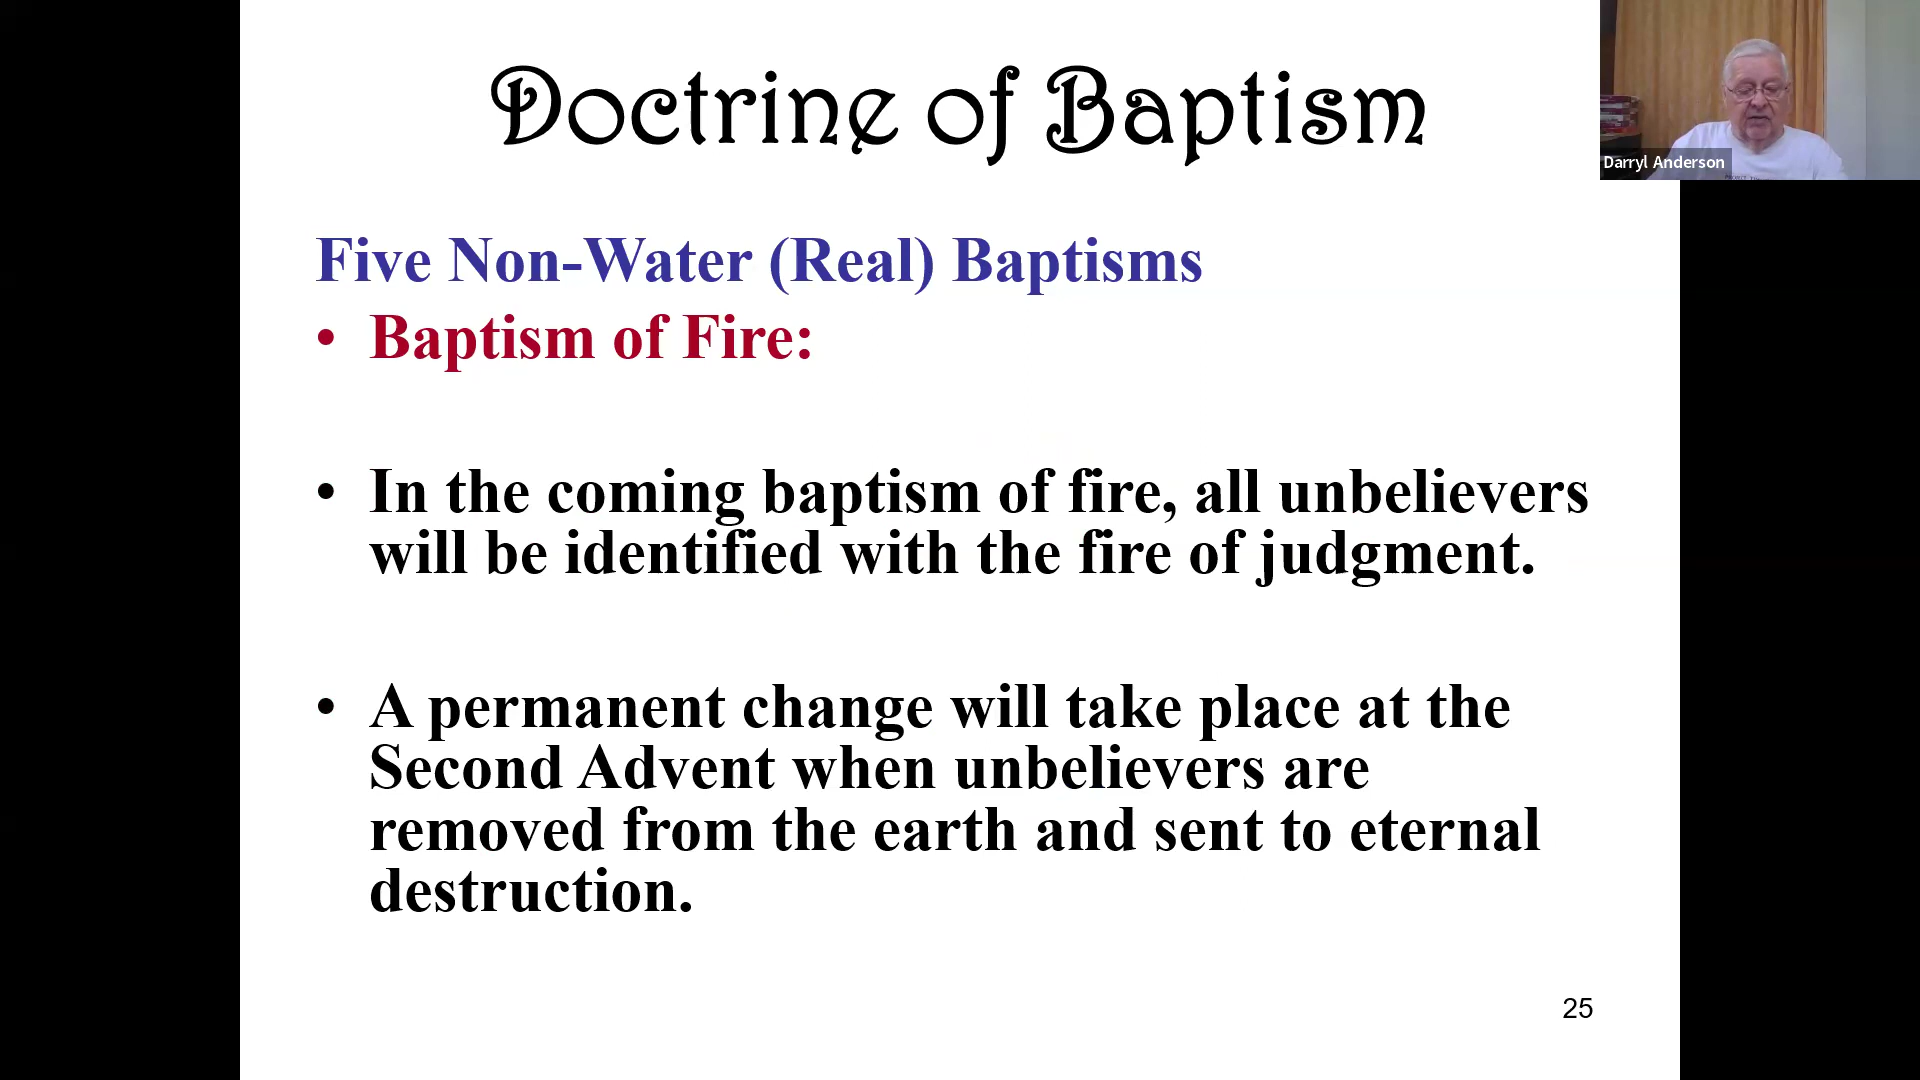 Doctrine of Baptism
Darryl Anderson
Five Non-Water (Real) Baptisms
• Baptism of Fire:
• In the coming baptism of fire, all unbelievers
will be identified with the fire of judgment.
• A permanent change will take place at the
Second Advent when unbelievers are
removed from the earth and sent to eternal
destruction.
25